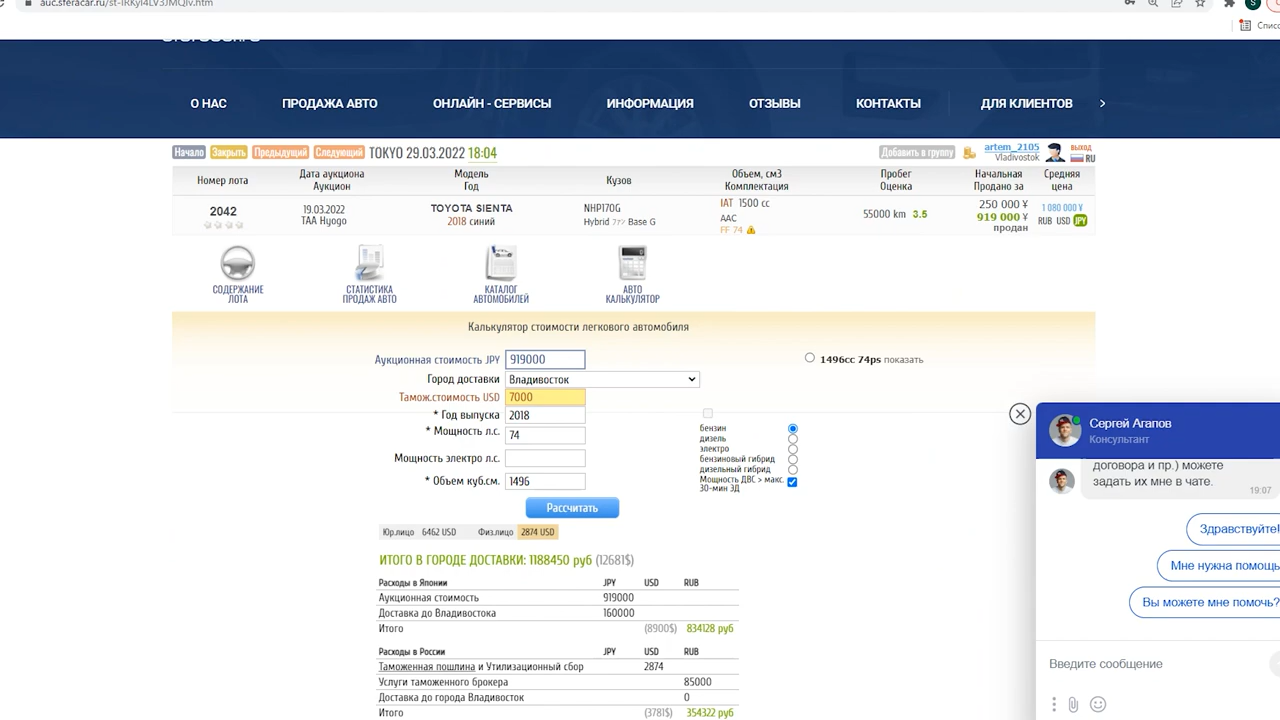 auc.sferacar.ru/st-IRKyl4LV3JMQIv.htm
Списо
О НАС ПРОДАЖА АВТО ОНЛАЙН - СЕРВИСЫ ИНФОРМАЦИЯ ОТЗЫВЫ КОНТАКТЫ ДЛЯ КЛИЕНТОВ
Начало Закрыть Предыдущий Следующий TOKYO 29.03.2022 18:04 Добавить в группу artem_2105 ВЫХОД
Vladivostok RU
Номер лота Дата аукциона Аукцион Модель Год Кузов Объем, см3 Комплектация Пробег Оценка Начальная Продано за Средняя цена
2042 19.03.2022 TAA Hyogo TOYOTA SIENTA 2018 синий NHP170G Hybrid Base G IAT 1500 cc AAC FF 74 55000 km 3.5 250 000 ¥ 919 000 ¥ продан 1 080 000 ¥ RUB USD JPY
СОДЕРЖАНИЕ ЛОТА
СТАТИСТИКА ПРОДАЖ АВТО
КАТАЛОГ АВТОМОБИЛЕЙ
АВТО КАЛЬКУЛЯТОР
Калькулятор стоимости легкового автомобиля
Аукционная стоимость JPY 919000 1496cc 74ps показать
Город доставки Владивосток
Тамож.стоимость USD 7000
* Год выпуска 2018
* Мощность л.с. 74
Мощность электро л.с.
* Объем куб.см. 1496
бензин
дизель
электро
бензиновый гибрид
дизельный гибрид
Мощность ДВС > макс.
30-мин ЭД
Рассчитать
Юр.лицо 6462 USD Физ.лицо 2874 USD
ИТОГО В ГОРОДЕ ДОСТАВКИ: 1188450 руб (12681$)
Расходы в Японии JPY USD RUB
Аукционная стоимость 919000
Доставка до Владивостока 160000
Итого (8900$) 834128 руб
Расходы в России JPY USD RUB
Таможенная пошлина и Утилизационный сбор 2874
Услуги таможенного брокера 85000
Доставка до города Владивосток 0
Итого (3781$) 354322 руб
Сергей Агапов
Консультант
договора и пр.) можете
задать их мне в чате.
19:07
Здравствуйте!
Мне нужна помощь
Вы можете мне помочь?
Введите сообщение